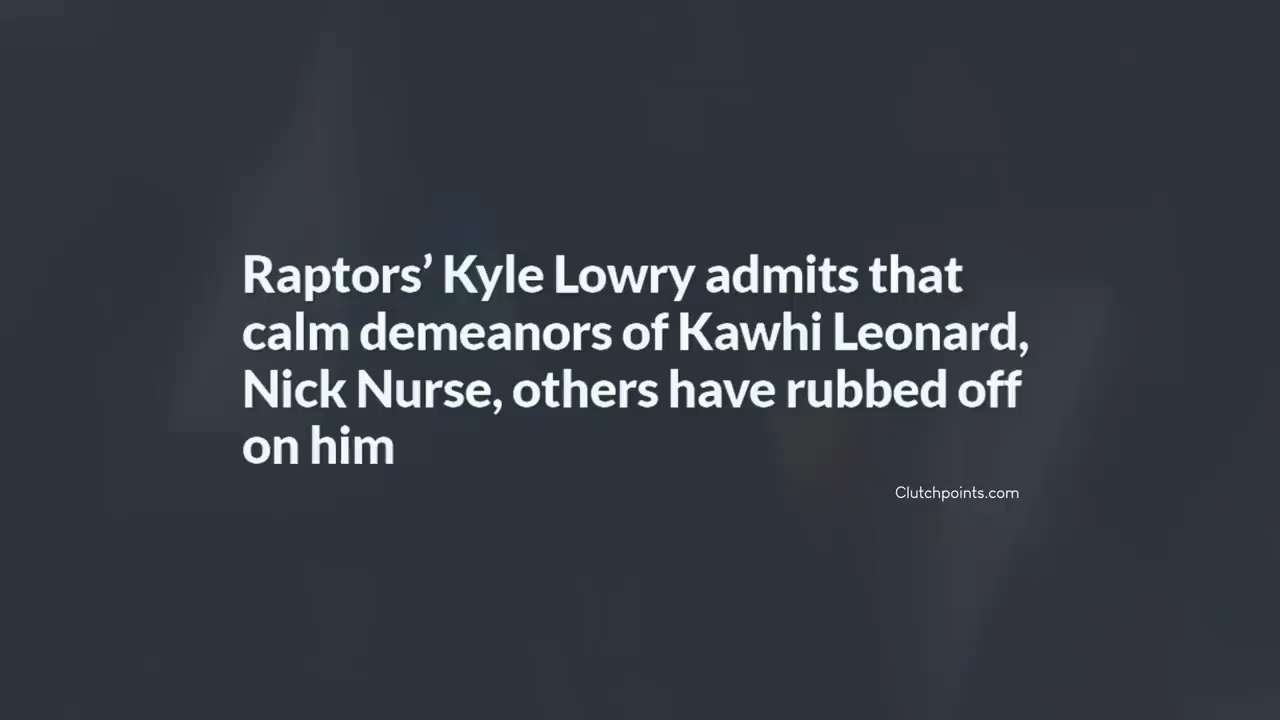 Raptors’ Kyle Lowry admits that
calm demeanors of Kawhi Leonard,
Nick Nurse, others have rubbed off
on him
Clutchpoints.com